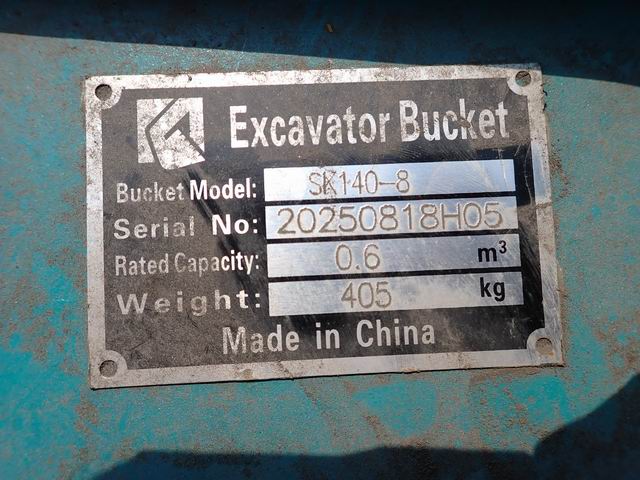 Excavator Bucket
Bucket Model: SK140-8
Serial No: 20250818H05
Rated Capacity: 0.6 m³
Weight: 405 kg
Made in China